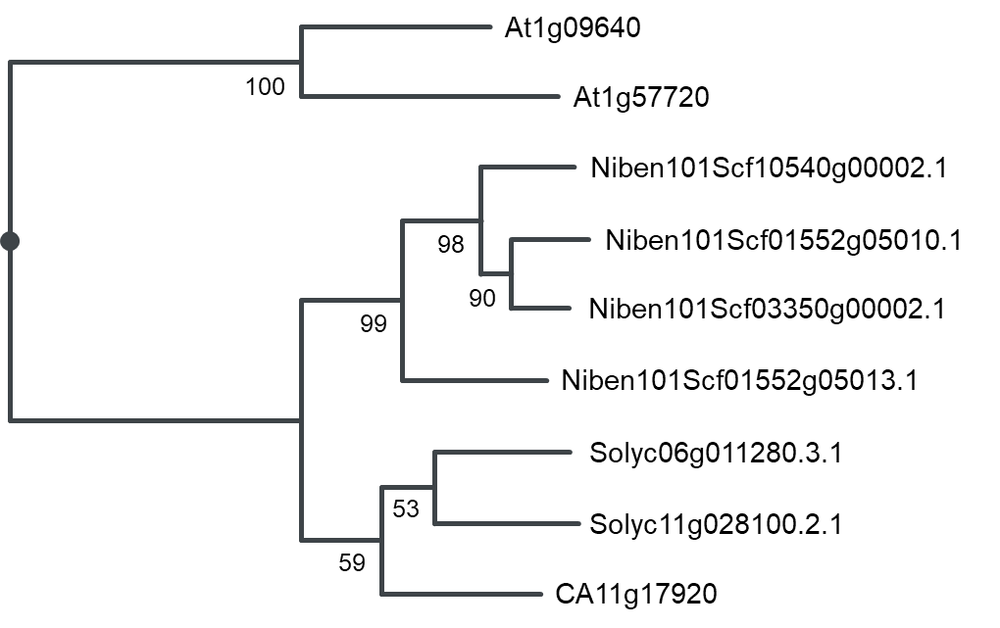 At1g09640
100
At1g57720
Niben101Scf10540g00002.1
98
Niben101Scf01552g05010.1
90
Niben101Scf03350g00002.1
99
Niben101Scf01552g05013.1
Solyc06g011280.3.1
53
Solyc11g028100.2.1
59
CA11g17920